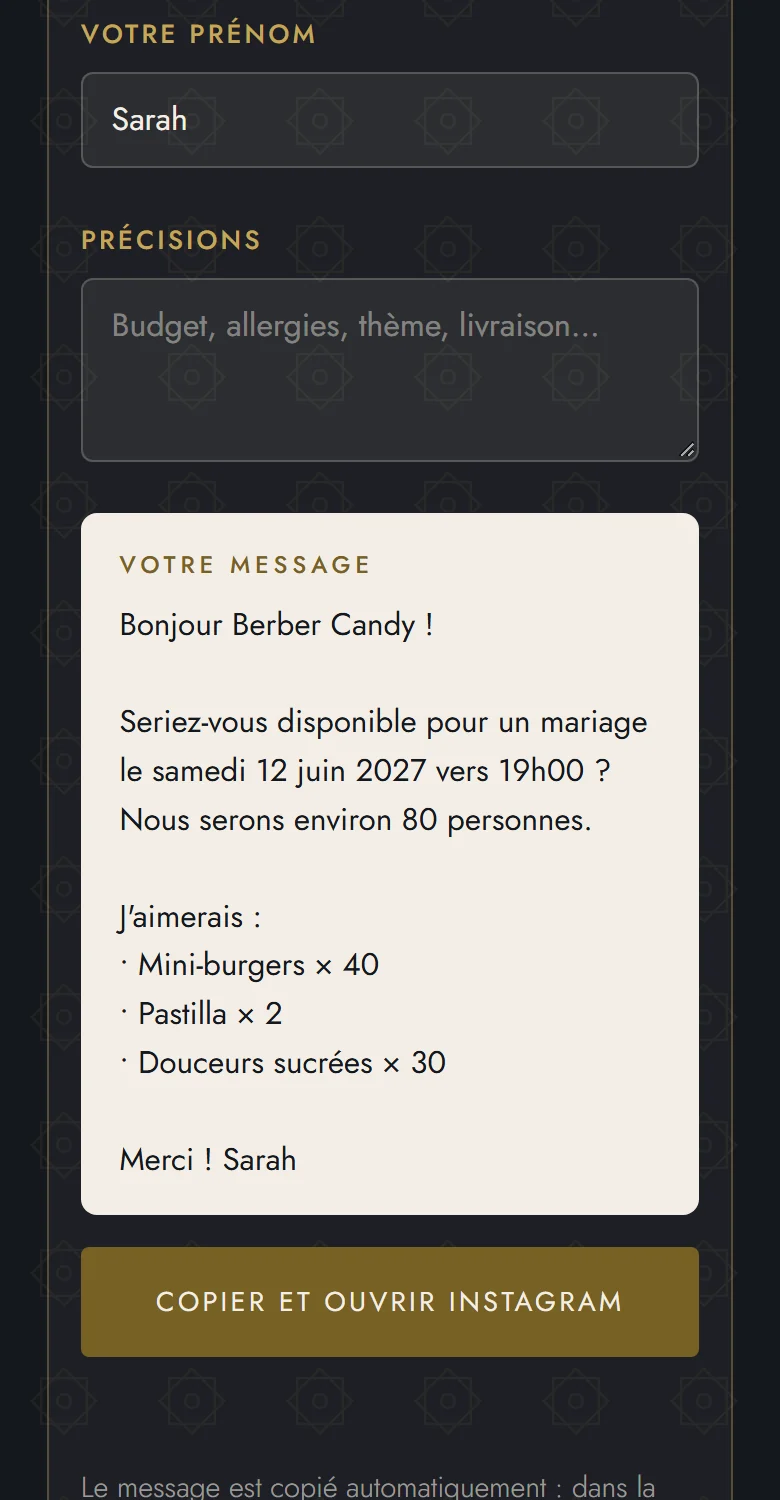 VOTRE PRÉNOM
Sarah
PRÉCISIONS
Budget, allergies, thème, livraison...
VOTRE MESSAGE
Bonjour Berber Candy !
Seriez-vous disponible pour un mariage
le samedi 12 juin 2027 vers 19h00 ?
Nous serons environ 80 personnes.
J'aimerais :
· Mini-burgers × 40
· Pastilla × 2
· Douceurs sucrées × 30
Merci ! Sarah
COPIER ET OUVRIR INSTAGRAM
Le message est copié automatiquement : dans la